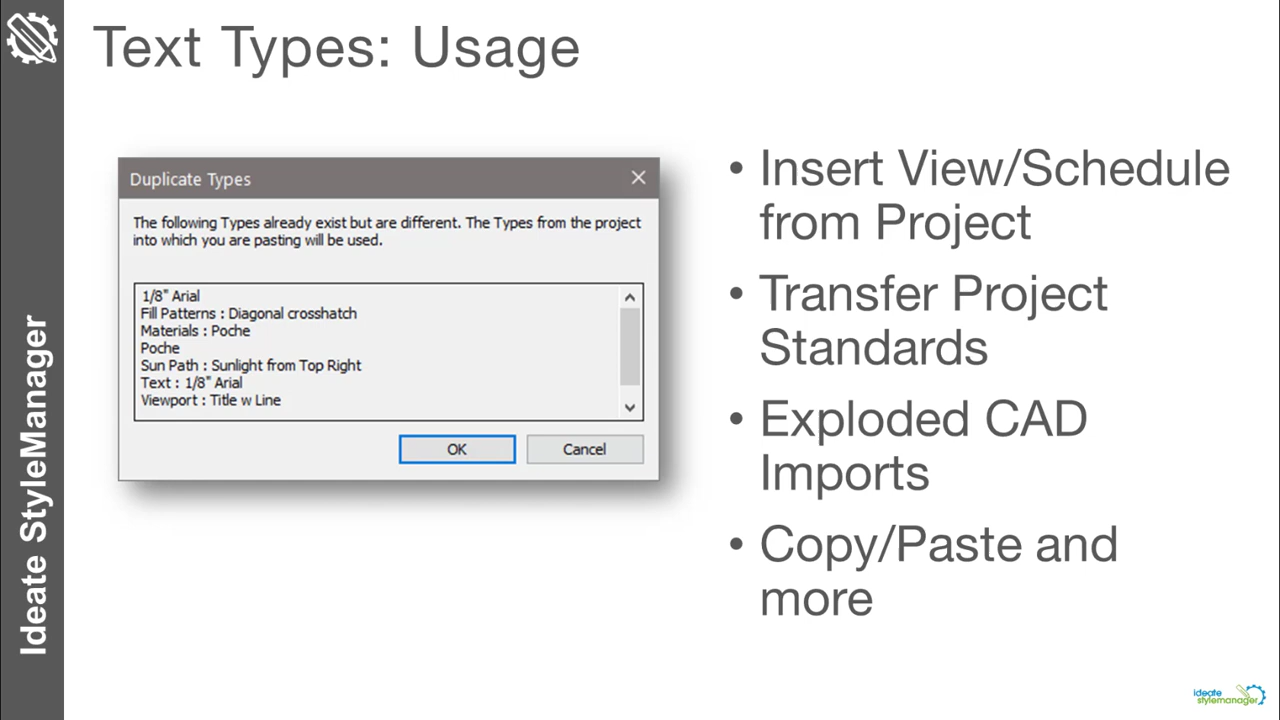 Text Types: Usage
Ideate StyleManager
Duplicate Types
The following Types already exist but are different. The Types from the project
into which you are pasting will be used.
1/8" Arial
Fill Patterns : Diagonal crosshatch
Materials : Poche
Poche
Sun Path : Sunlight from Top Right
Text : 1/8" Arial
Viewport : Title w Line
OK
Cancel
• Insert View/Schedule
from Project
• Transfer Project
Standards
• Exploded CAD
Imports
• Copy/Paste and
more
ideate
stylemanager